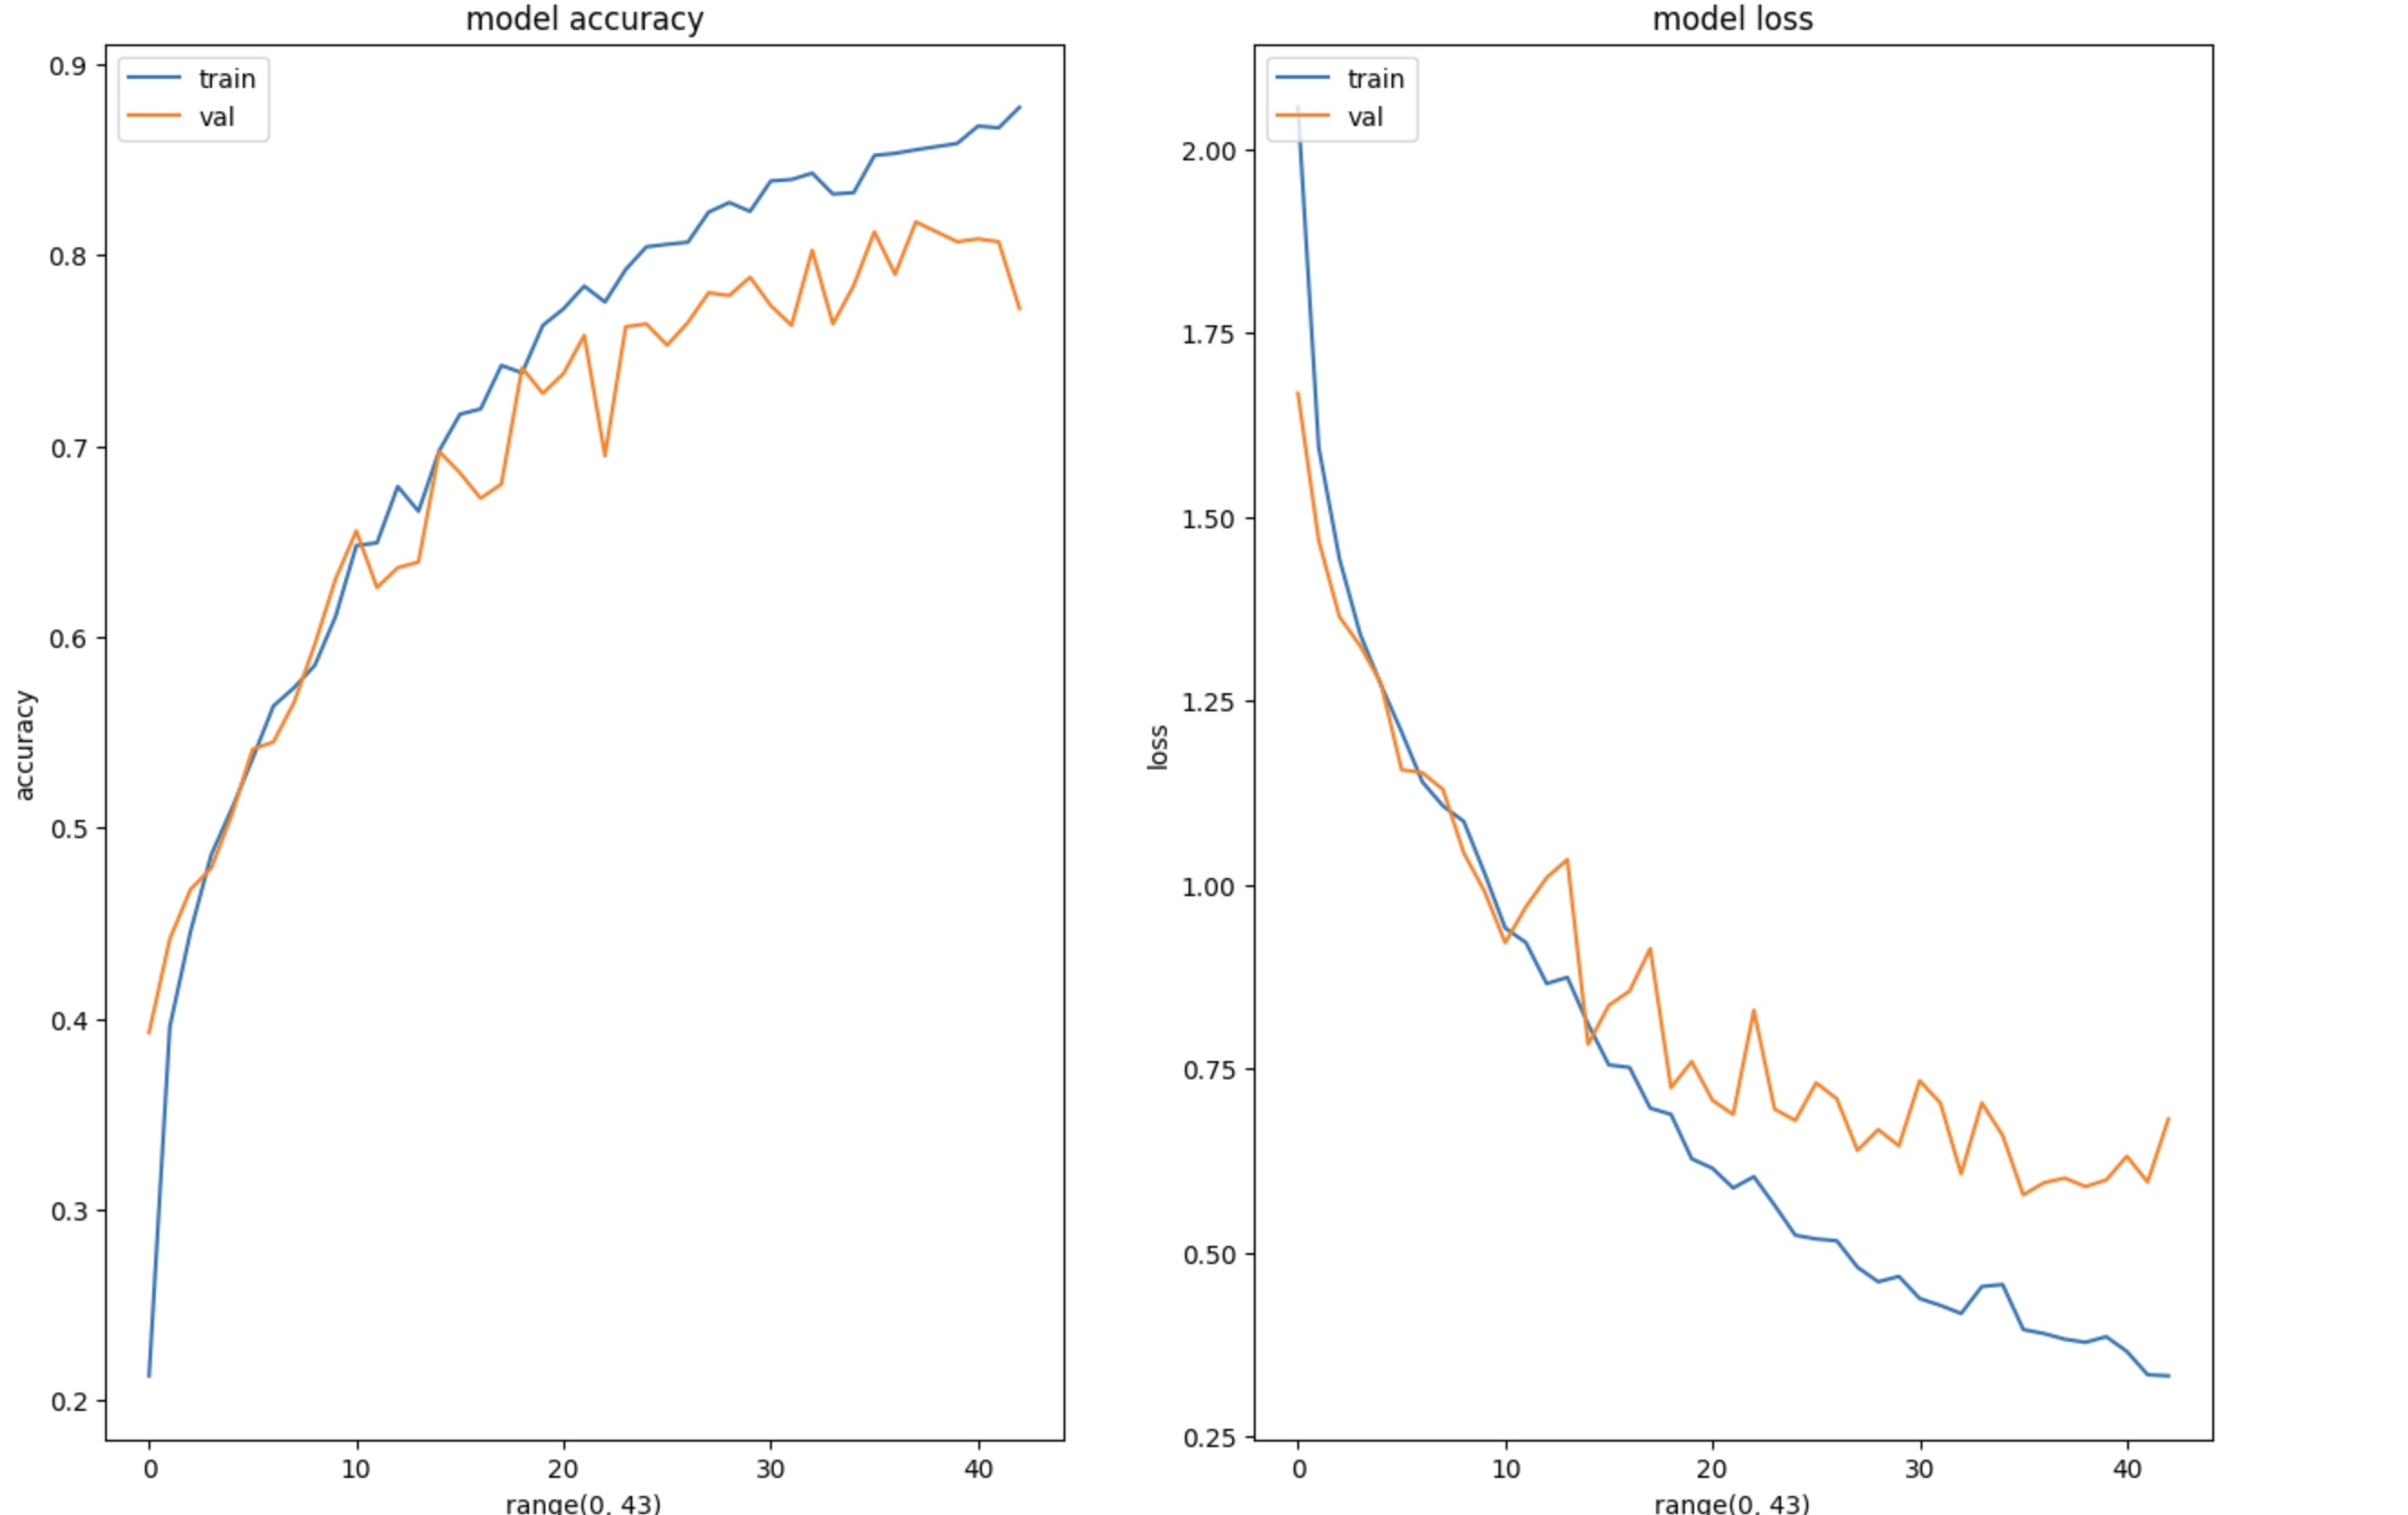 model accuracy
train
val
0.9
0.8
0.7
0.6
0.5
0.4
0.3
0.2
accuracy
0 10 20 30 40
range(0, 43)
model loss
train
val
2.00
1.75
1.50
1.25
1.00
0.75
0.50
0.25
loss
0 10 20 30 40
range(0, 43)